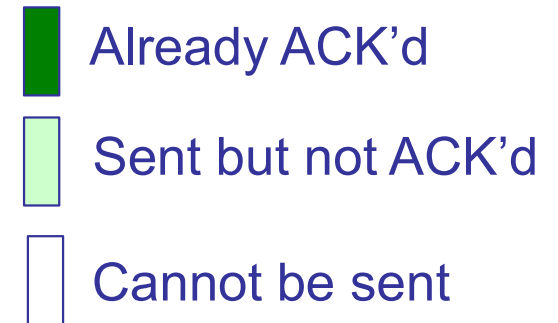 Already ACK’d
Sent but not ACK’d
Cannot be sent